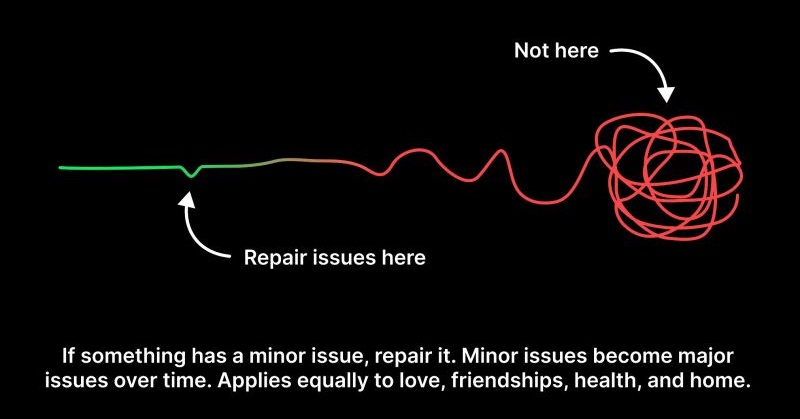 Not here
Repair issues here
If something has a minor issue, repair it. Minor issues become major
issues over time. Applies equally to love, friendships, health, and home.